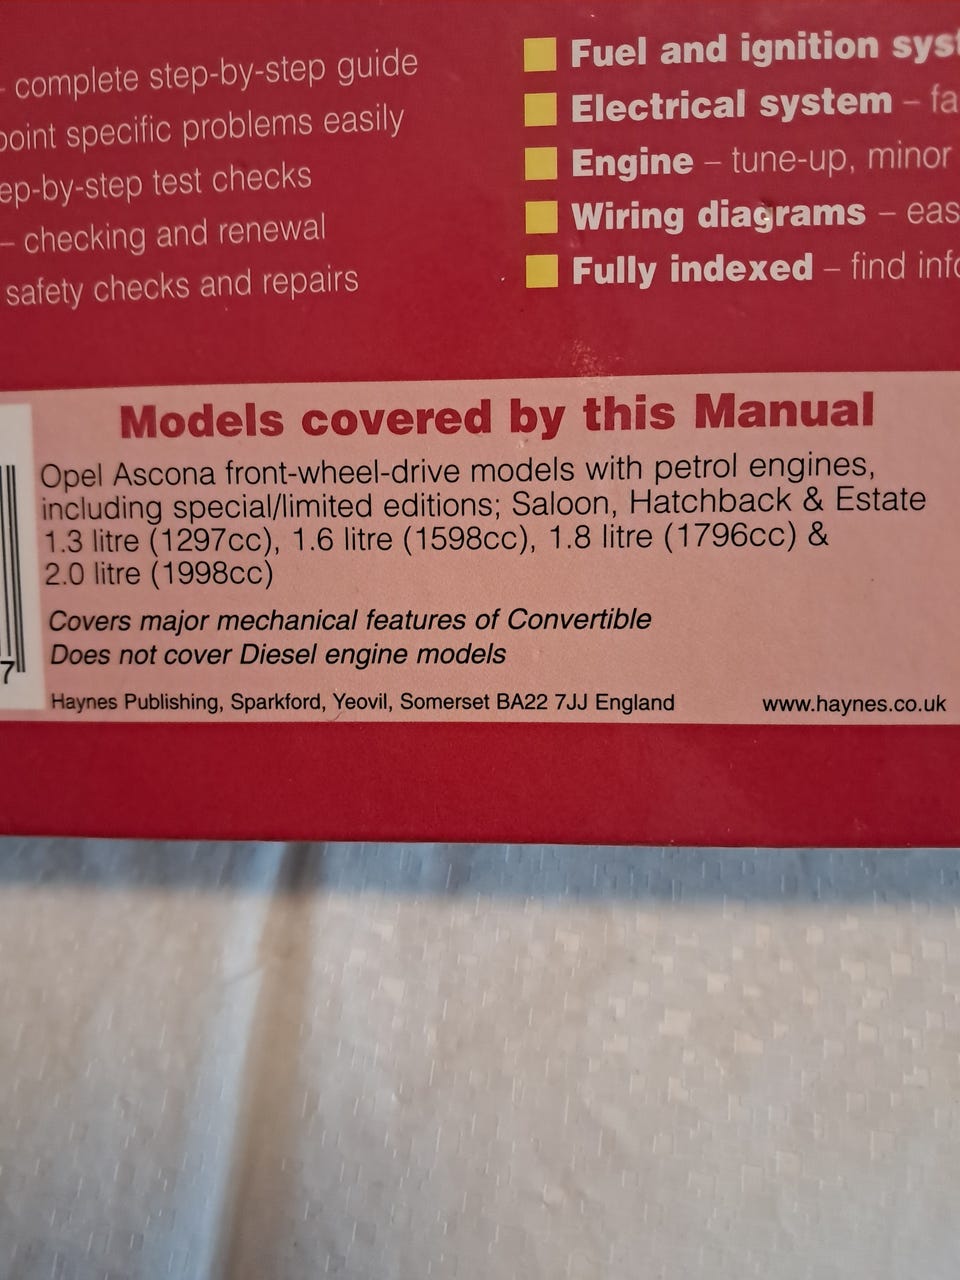 – complete step-by-step guide
point specific problems easily
ep-by-step test checks
– checking and renewal
safety checks and repairs
Fuel and ignition syst
Electrical system – fa
Engine – tune-up, minor
Wiring diagrams – eas
Fully indexed – find info
Models covered by this Manual
Opel Ascona front-wheel-drive models with petrol engines,
including special/limited editions; Saloon, Hatchback & Estate
1.3 litre (1297cc), 1.6 litre (1598cc), 1.8 litre (1796cc) &
2.0 litre (1998cc)
Covers major mechanical features of Convertible
Does not cover Diesel engine models
7
Haynes Publishing, Sparkford, Yeovil, Somerset BA22 7JJ England www.haynes.co.uk